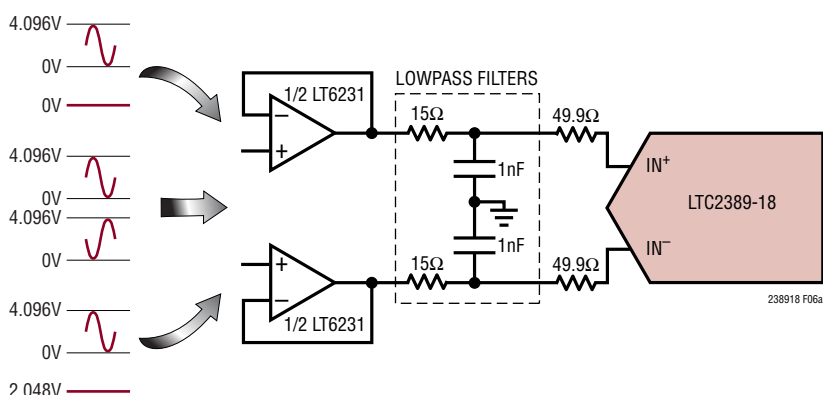 4.096V
0V
0V
4.096V
0V
4.096V
0V
4.096V
0V
2.048V
1/2 LT6231
−
+
LOWPASS FILTERS
15Ω
49.9Ω
1nF
IN+
LTC2389-18
1nF
IN−
15Ω
49.9Ω
+
−
1/2 LT6231
238918 F06a